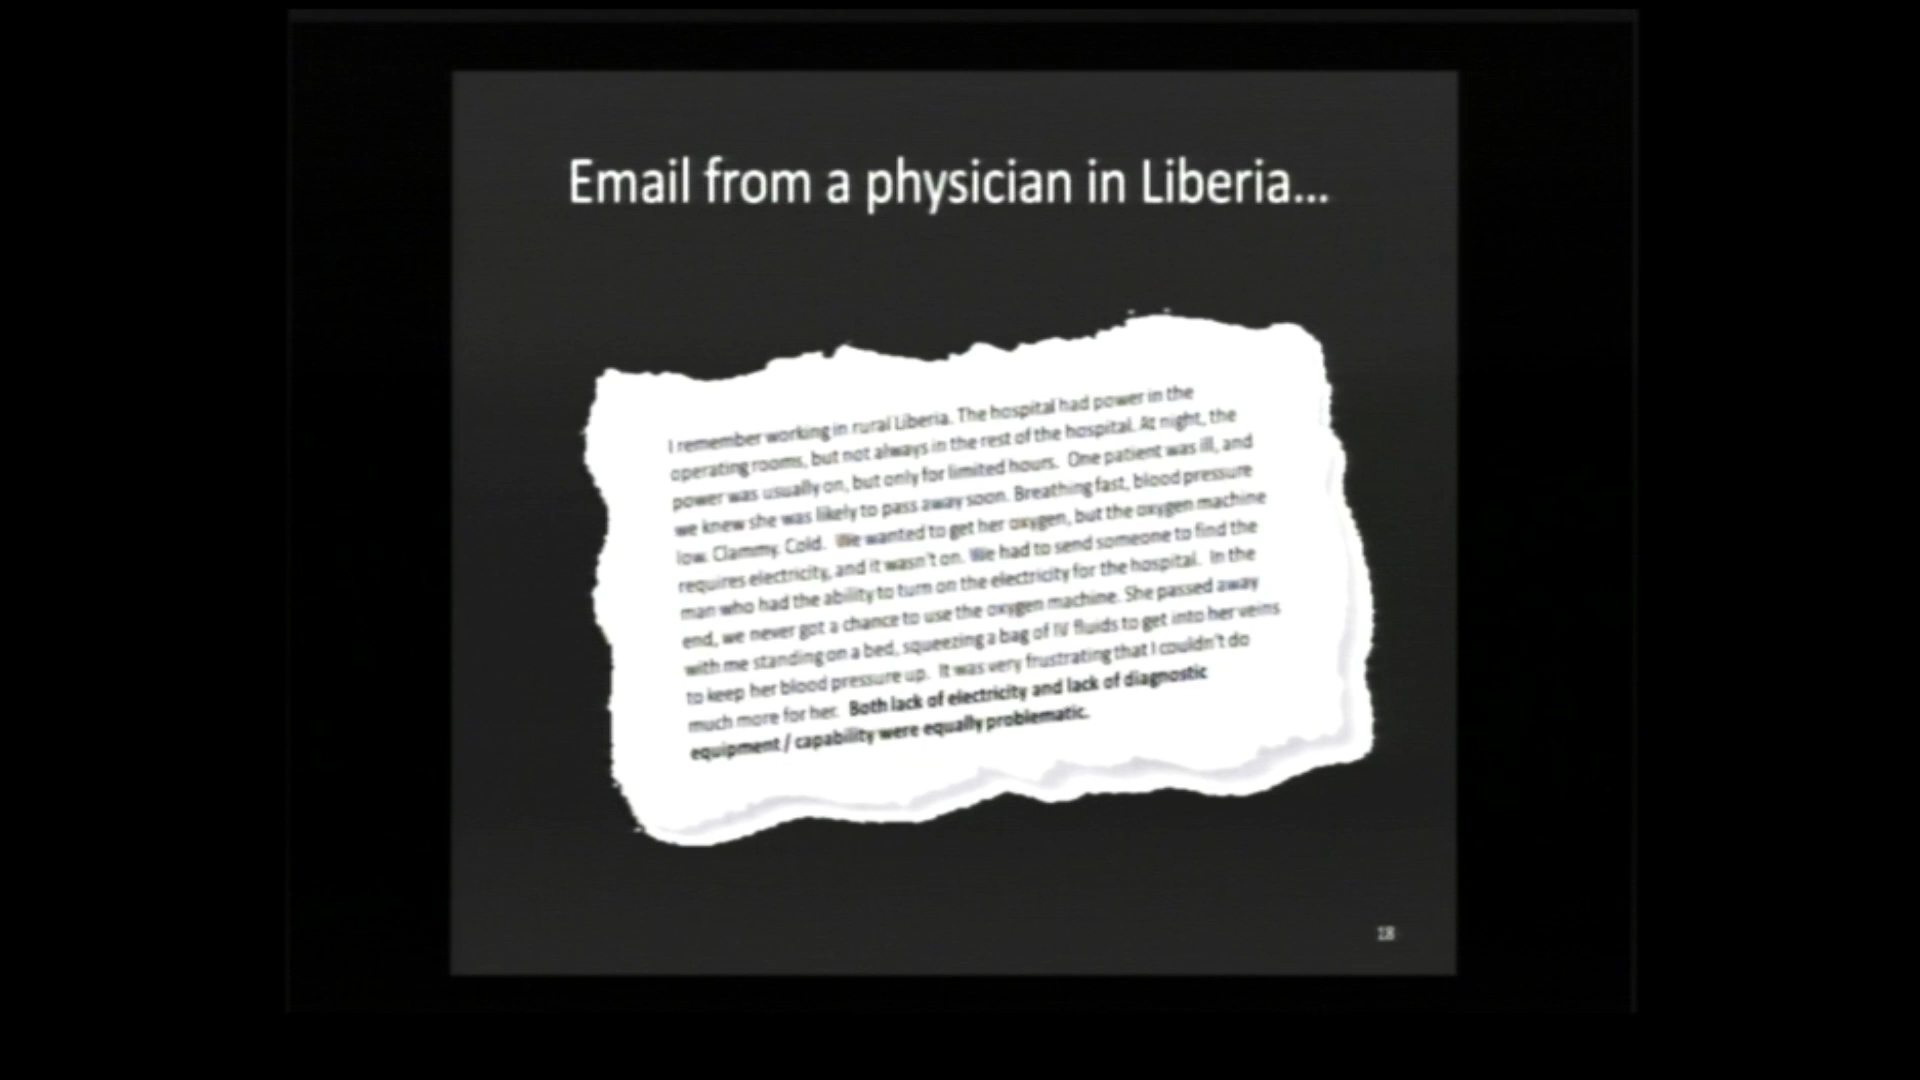 Email from a physician in Liberia...
I remember working in rural Liberia. The hospital had power in the
operating rooms, but not always in the rest of the hospital. At night, the
power was usually on, but only for limited hours. One patient was ill, and
we knew she was likely to pass away soon. Breathing fast, blood pressure
low. Clammy. Cold. We wanted to get her oxygen, but the oxygen machine
requires electricity, and it wasn't on. We had to send someone to find the
man who had the ability to turn on the electricity for the hospital. In the
end, we never got a chance to use the oxygen machine. She passed away
with me standing on a bed, squeezing a bag of IV fluids to get into her veins
to keep her blood pressure up. It was very frustrating that I couldn't do
much more for her. Both lack of electricity and lack of diagnostic
equipment / capability were equally problematic.
18